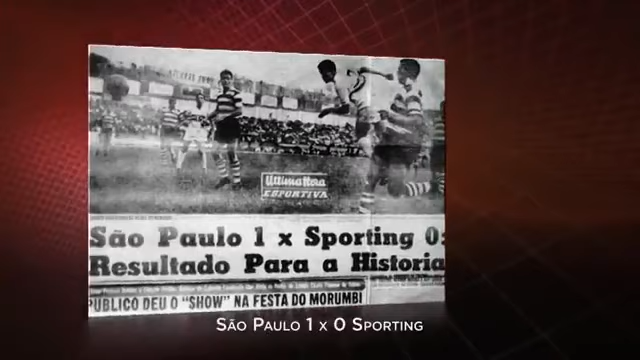 Última Hora
ESPORTIVA
São Paulo 1 x Sporting 0:
Resultado Para a Historia
PUBLICO DEU O "SHOW" NA FESTA DO MORUMBI
São Paulo 1 x 0 Sporting